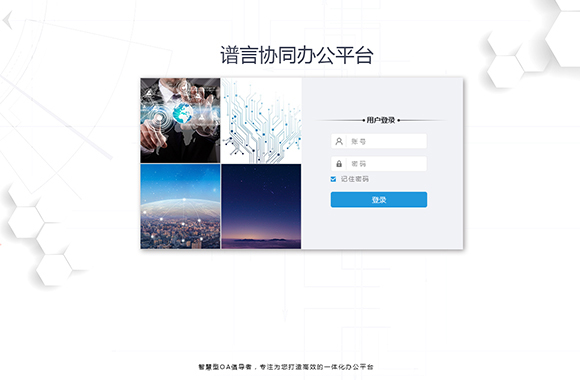 谱言协同办公平台
用户登录
账号
密码
记住密码
登录
智慧型OA倡导者，专注为您打造高效的一体化办公平台